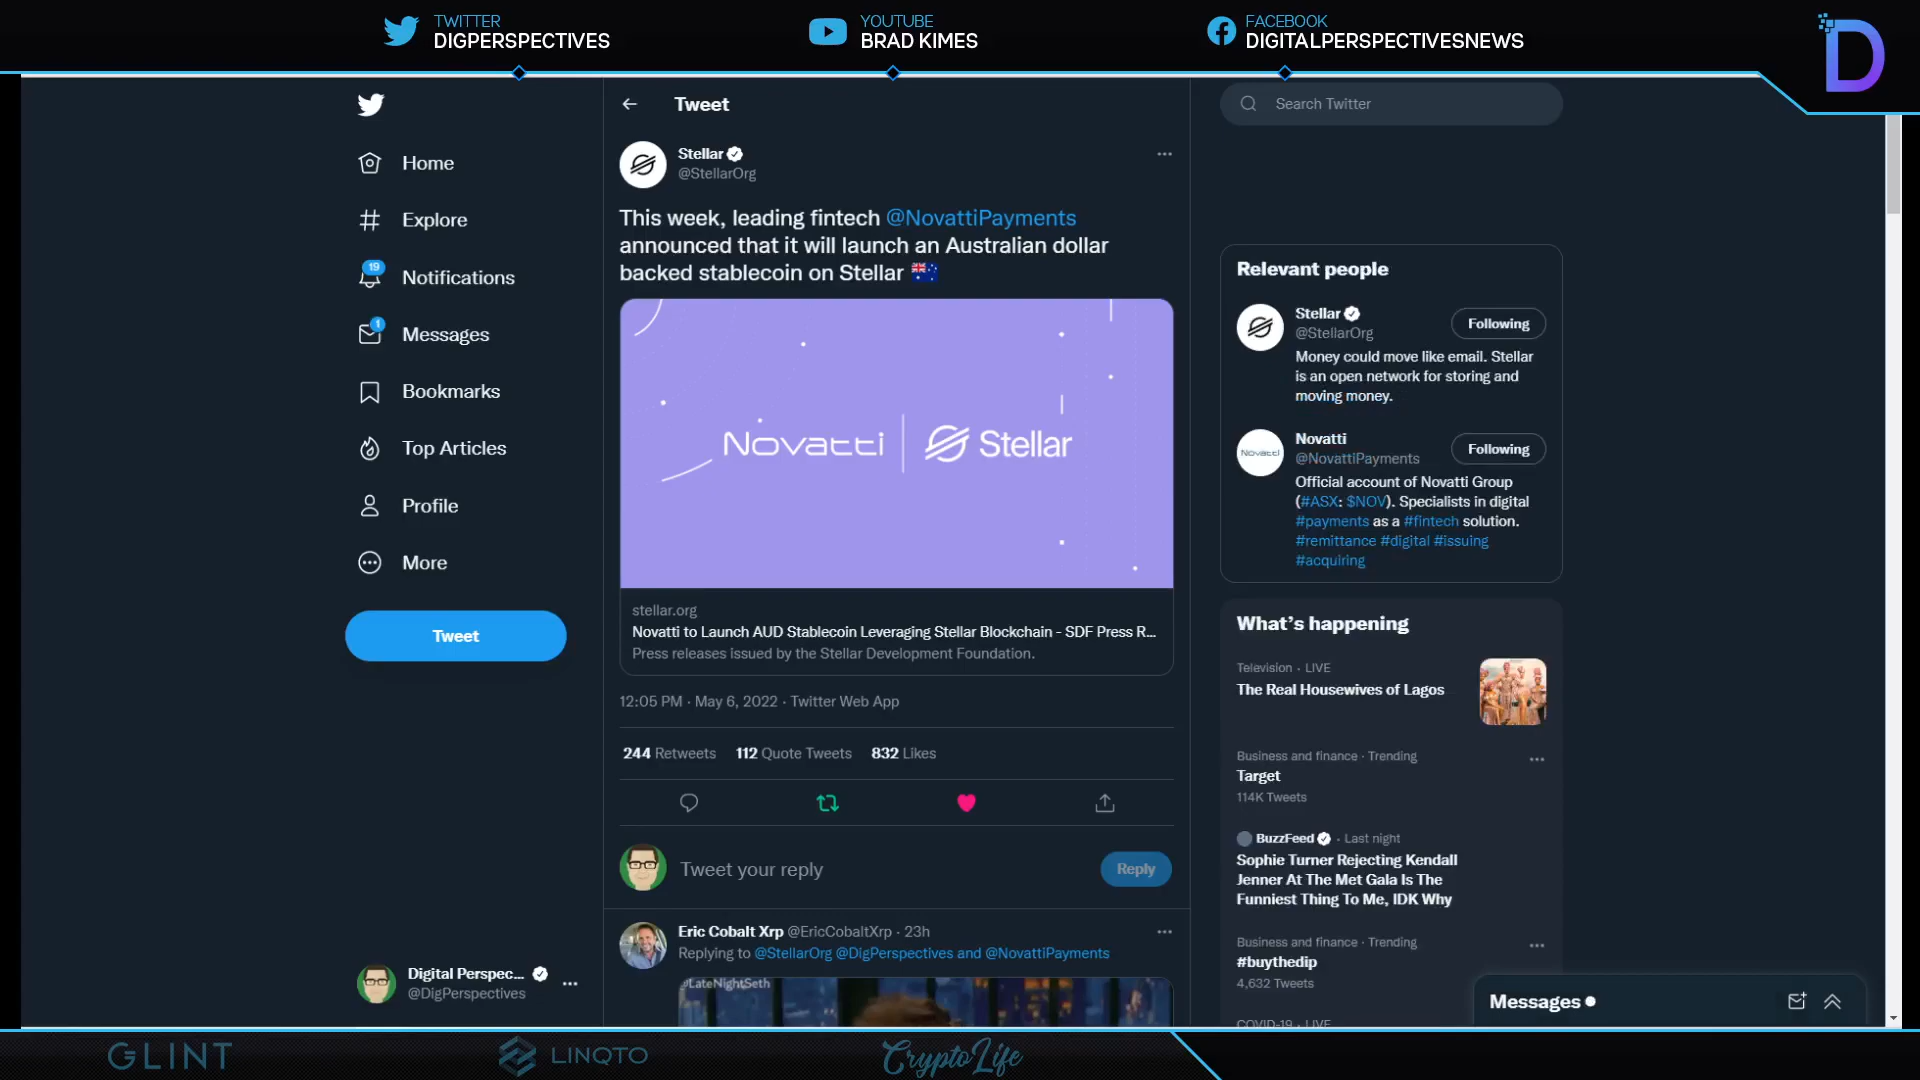 TWITTER
DIGPERSPECTIVES
YOUTUBE
BRAD KIMES
FACEBOOK
DIGITALPERSPECTIVESNEWS
D
Home
Explore
19
Notifications
1
Messages
Bookmarks
Top Articles
Profile
More
Tweet
Digital Perspec...
@DigPerspectives
Tweet
Stellar
@StellarOrg
This week, leading fintech @NovattiPayments
announced that it will launch an Australian dollar
backed stablecoin on Stellar
Novatti | Stellar
stellar.org
Novatti to Launch AUD Stablecoin Leveraging Stellar Blockchain - SDF Press R...
Press releases issued by the Stellar Development Foundation.
12:05 PM · May 6, 2022 · Twitter Web App
244 Retweets 112 Quote Tweets 832 Likes
Tweet your reply
Reply
Eric Cobalt Xrp @EricCobaltXrp · 23h
Replying to @StellarOrg @DigPerspectives and @NovattiPayments
@LateNightSeth
Search Twitter
Relevant people
Stellar
@StellarOrg
Following
Money could move like email. Stellar
is an open network for storing and
moving money.
Novatti
Novatti
@NovattiPayments
Following
Official account of Novatti Group
(#ASX: $NOV). Specialists in digital
#payments as a #fintech solution.
#remittance #digital #issuing
#acquiring
What's happening
Television · LIVE
The Real Housewives of Lagos
Business and finance · Trending
Target
114K Tweets
BuzzFeed · Last night
Sophie Turner Rejecting Kendall
Jenner At The Met Gala Is The
Funniest Thing To Me, IDK Why
Business and finance · Trending
#buythedip
4,632 Tweets
COVID-19 · LIVE
Messages
GLINT
LINQTO
CryptoLife